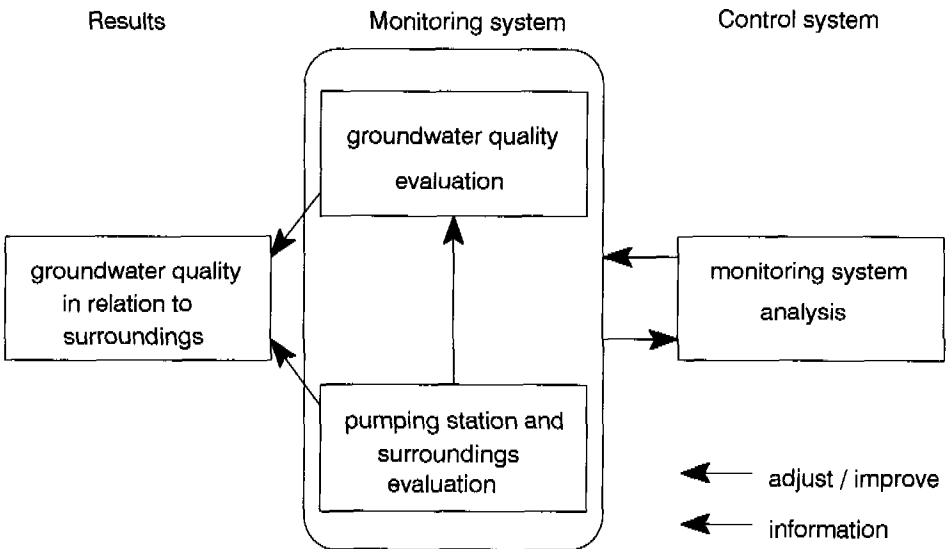 Results
Monitoring system
Control system
groundwater quality
evaluation
groundwater quality
in relation to
surroundings
monitoring system
analysis
pumping station and
surroundings
evaluation
adjust / improve
information